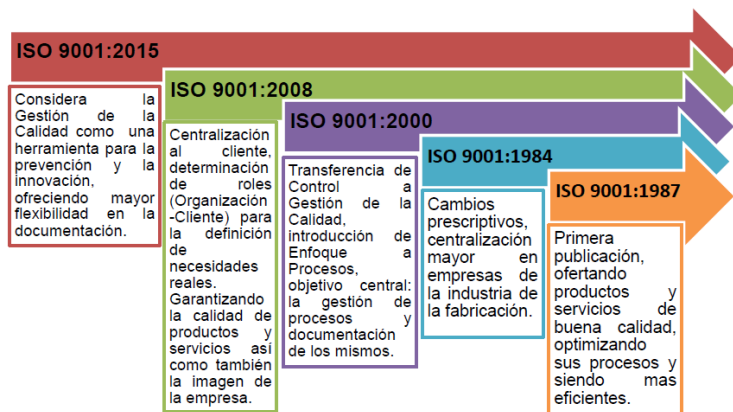 ISO 9001:2015
Considera la
Gestión de la
Calidad como una
herramienta para la
prevención y la
innovación,
ofreciendo mayor
flexibilidad en la
documentación.
ISO 9001:2008
Centralización
al cliente,
determinación
de roles
(Organización
-Cliente) para
la definición
de
necesidades
reales.
Garantizando
la calidad de
productos y
servicios así
como también
la imagen de
la empresa.
ISO 9001:2000
Transferencia de
Control a
Gestión de la
Calidad,
introducción de
Enfoque a
Procesos,
objetivo central:
la gestión de
procesos y
documentación
de los mismos.
ISO 9001:1984
Cambios
prescriptivos,
centralización
mayor en
empresas de
la industria de
la fabricación.
ISO 9001:1987
Primera
publicación,
ofertando
productos y
servicios de
buena calidad,
optimizando
sus procesos y
siendo mas
eficientes.